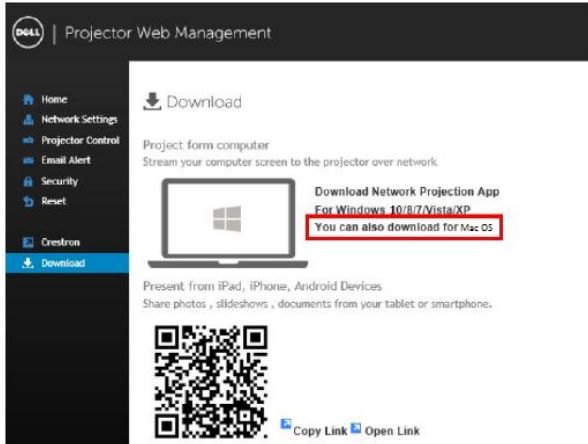 DELL | Projector Web Management
Home
Network Settings
Projector Control
Email Alert
Security
Reset
Crestron
Download
Download
Project form computer
Stream your computer screen to the projector over network
Download Network Projection App
For Windows 10/8/7/Vista/XP
You can also download for Mac OS
Present from iPad, iPhone, Android Devices
Share photos , slideshows , documents from your tablet or smartphone.
Copy Link Open Link